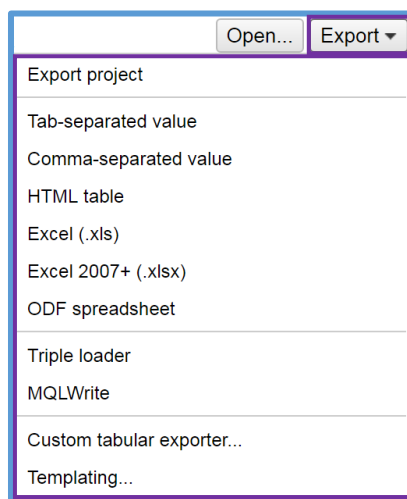 Open... Export
Export project
Tab-separated value
Comma-separated value
HTML table
Excel (.xls)
Excel 2007+ (.xlsx)
ODF spreadsheet
Triple loader
MQLWrite
Custom tabular exporter...
Templating...